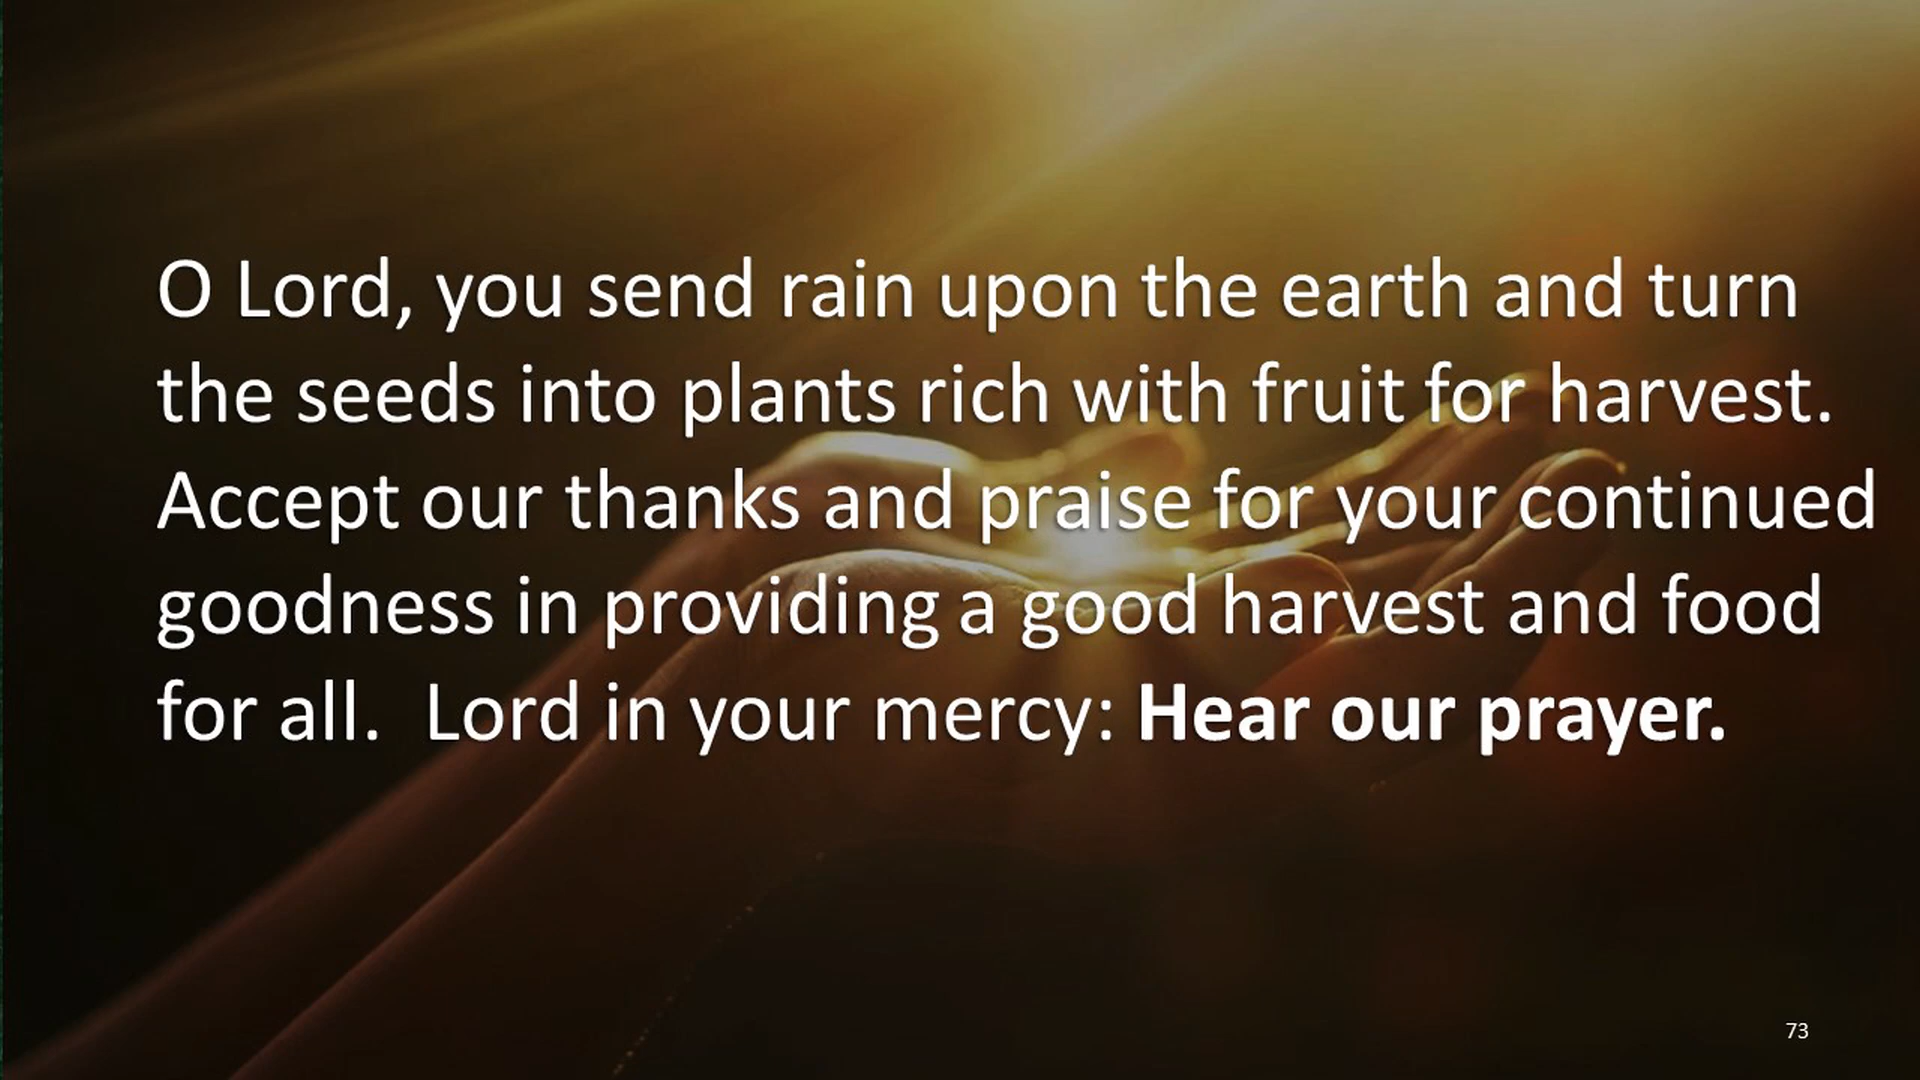 O Lord, you send rain upon the earth and turn
the seeds into plants rich with fruit for harvest.
Accept our thanks and praise for your continued
goodness in providing a good harvest and food
for all.  Lord in your mercy: Hear our prayer.
73